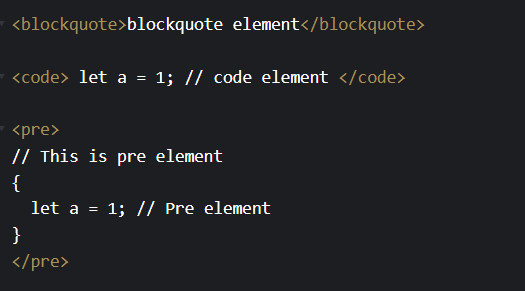 <blockquote>blockquote element</blockquote>
<code> let a = 1; // code element </code>
<pre>
// This is pre element
{
  let a = 1; // Pre element
}
</pre>